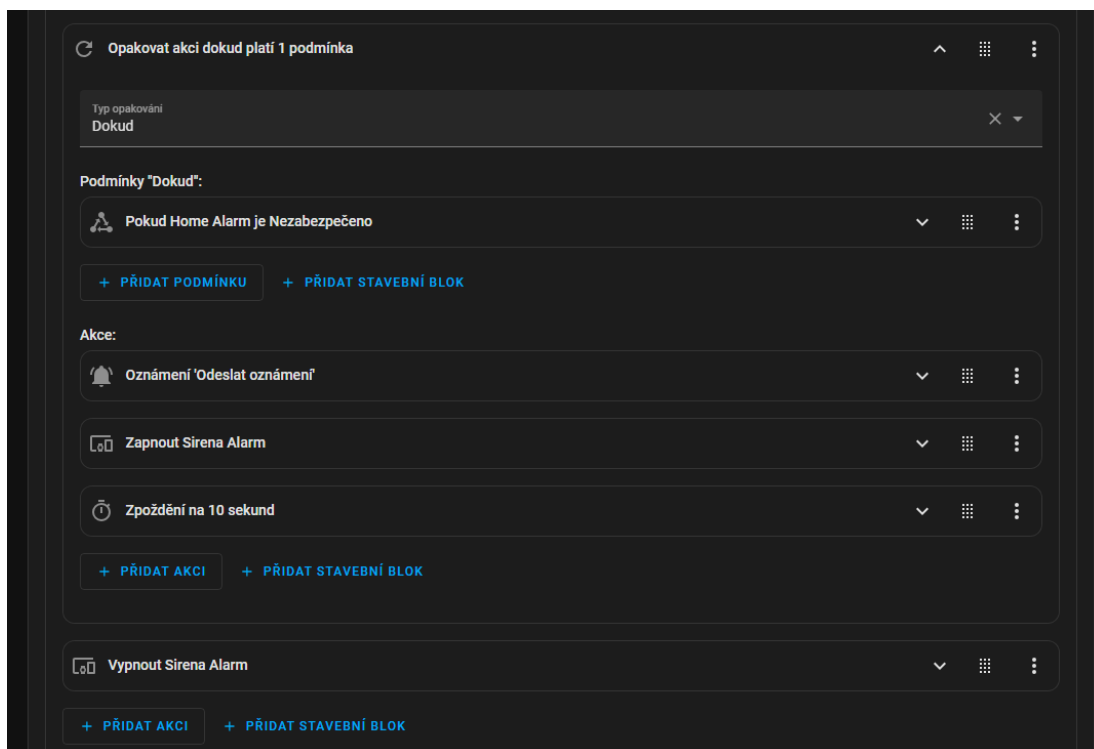 Opakovat akci dokud platí 1 podmínka
Typ opakování
Dokud
Podmínky "Dokud":
Pokud Home Alarm je Nezabezpečeno
+ PŘIDAT PODMÍNKU + PŘIDAT STAVEBNÍ BLOK
Akce:
Oznámení 'Odeslat oznámení'
Zapnout Sirena Alarm
Zpoždění na 10 sekund
+ PŘIDAT AKCI + PŘIDAT STAVEBNÍ BLOK
Vypnout Sirena Alarm
+ PŘIDAT AKCI + PŘIDAT STAVEBNÍ BLOK